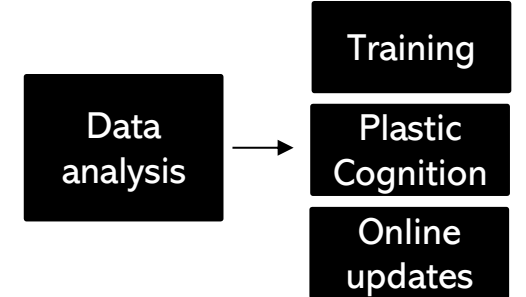 Data
analysis
Training
Plastic
Cognition
Online
updates